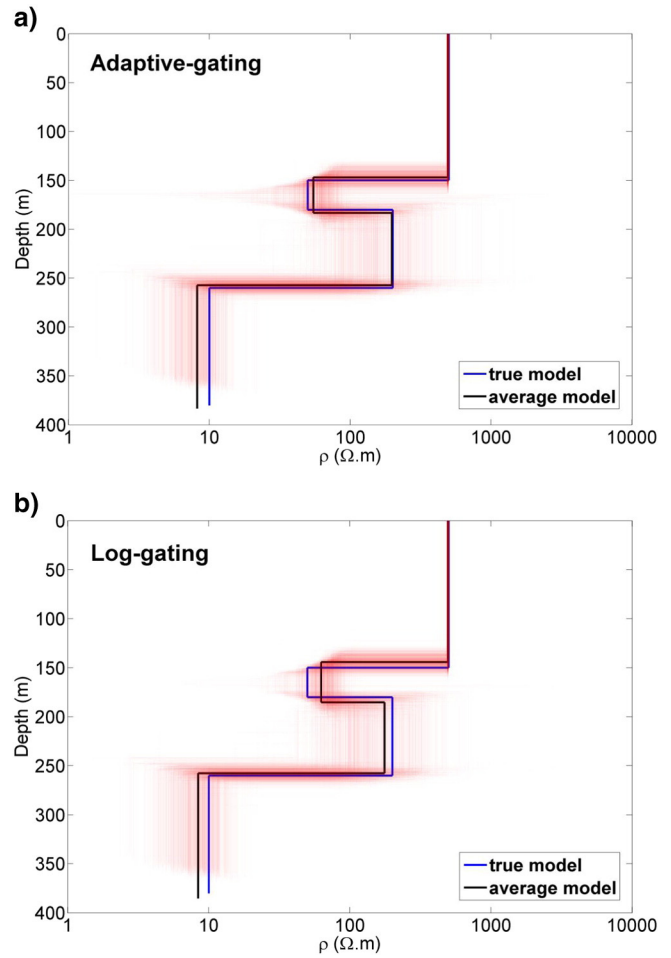 a)
Adaptive-gating
0
50
100
150
200
250
300
350
400
Depth (m)
1
10
100
1000
10000
ρ (Ω.m)
true model
average model
b)
Log-gating
0
50
100
150
200
250
300
350
400
Depth (m)
1
10
100
1000
10000
ρ (Ω.m)
true model
average model